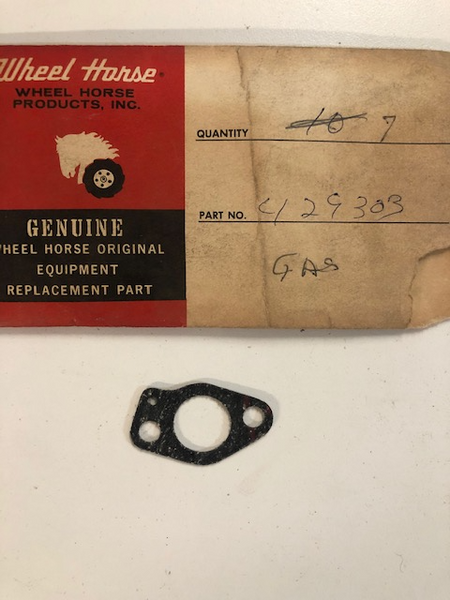 Wheel Horse
WHEEL HORSE
PRODUCTS, INC.
GENUINE
WHEEL HORSE ORIGINAL
EQUIPMENT
REPLACEMENT PART
QUANTITY 10 7
PART NO. 429303
GAS